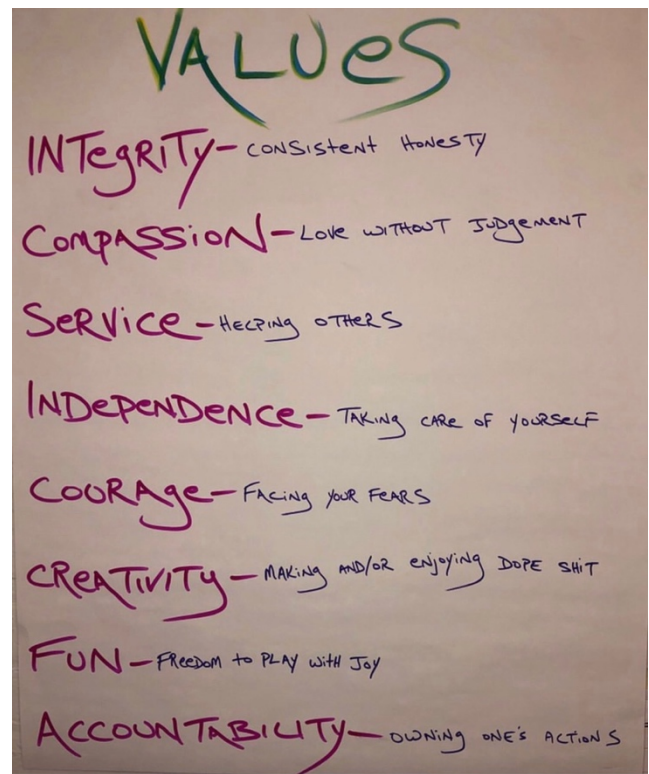 VALUES
INTEGRITY – CONSISTENT HONESTY
COMPASSION – LOVE WITHOUT JUDGEMENT
SERVICE – HELPING OTHERS
INDEPENDENCE – TAKING CARE OF YOURSELF
COURAGE – FACING YOUR FEARS
CREATIVITY – MAKING AND/OR ENJOYING DOPE SHIT
FUN – FREEDOM TO PLAY WITH JOY
ACCOUNTABILITY – OWNING ONE'S ACTIONS